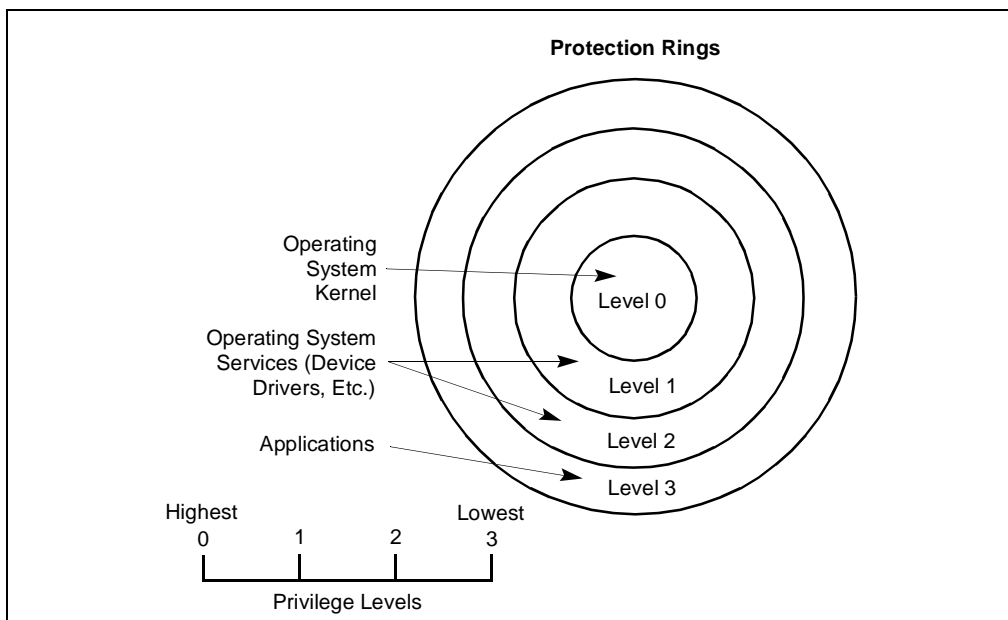 Protection Rings
Operating
System
Kernel
Level 0
Operating System
Services (Device
Drivers, Etc.)
Level 1
Level 2
Applications
Level 3
Highest
Lowest
0
1
2
3
Privilege Levels